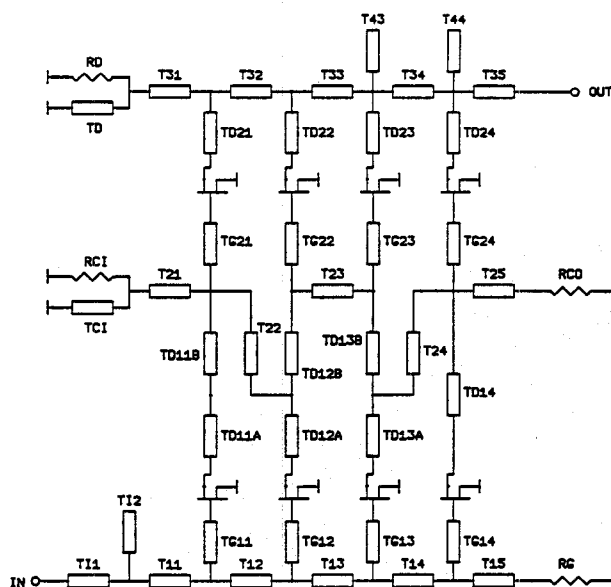 T43 T44
RD T31 T32 T33 T34 T35
OUT
TD TD21 TD22 TD23 TD24
TG21 TG22 TG23 TG24
RCI T21 T23 T25 RCO
TCI
TD11B T22 TD12B TD13B T24
TD14
TD11A TD12A TD13A
TI2
TG11 TG12 TG13 TG14
IN TI1 T11 T12 T13 T14 T15 RG